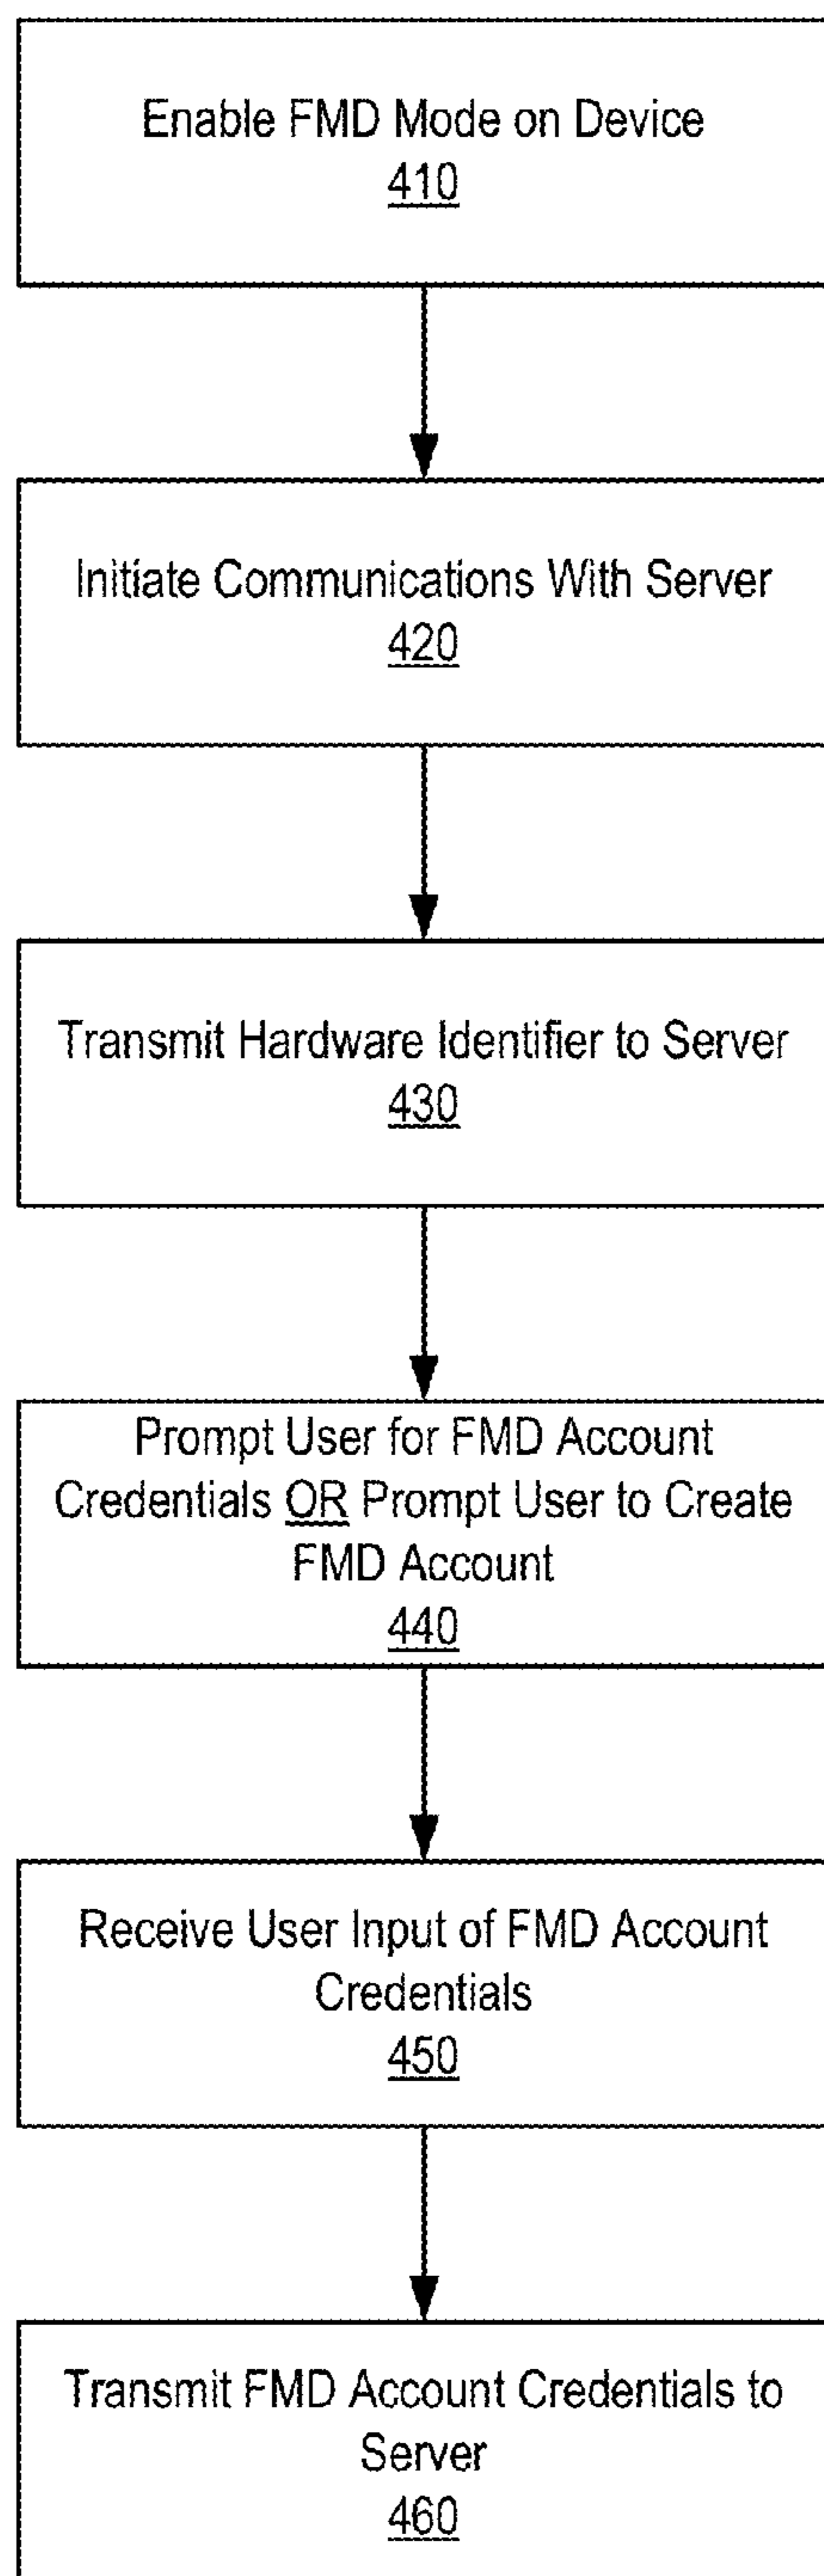 Enable FMD Mode on Device
410
Initiate Communications With Server
420
Transmit Hardware Identifier to Server
430
Prompt User for FMD Account
Credentials OR Prompt User to Create
FMD Account
440
Receive User Input of FMD Account
Credentials
450
Transmit FMD Account Credentials to
Server
460